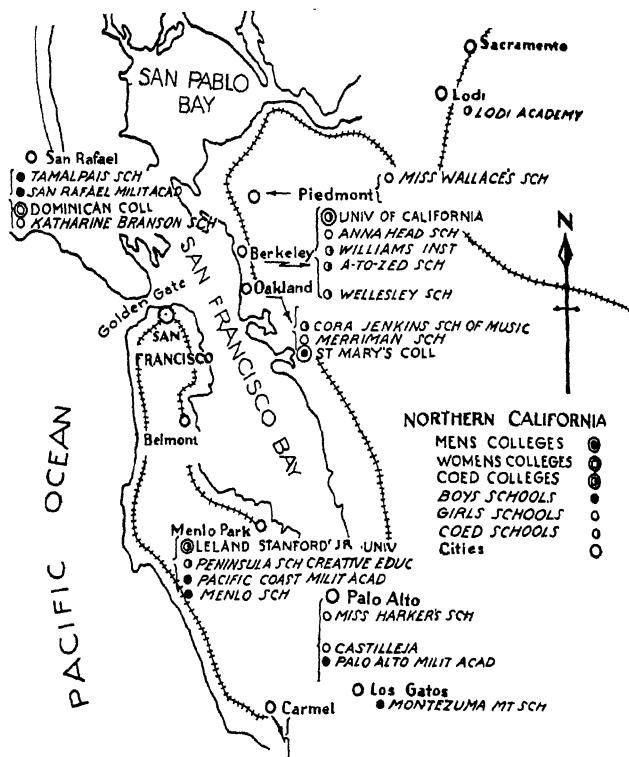 SAN PABLO
BAY
Sacramento
Lodi
LODI ACADEMY
San Rafael
TAMALPAIS SCH
SAN RAFAEL MILIT ACAD
DOMINICAN COLL
KATHARINE BRANSON SCH
Piedmont
MISS WALLACE'S SCH
Berkeley
UNIV OF CALIFORNIA
ANNA HEAD SCH
WILLIAMS INST
A-TO-ZED SCH
WELLESLEY SCH
N
Oakland
CORA JENKINS SCH OF MUSIC
MERRIMAN SCH
ST MARY'S COLL
Golden Gate
SAN
FRANCISCO
SAN FRANCISCO BAY
Belmont
PACIFIC OCEAN
NORTHERN CALIFORNIA
MENS COLLEGES
WOMENS COLLEGES
COED COLLEGES
BOYS SCHOOLS
GIRLS SCHOOLS
COED SCHOOLS
Cities
Menlo Park
LELAND STANFORD JR UNIV
PENINSULA SCH CREATIVE EDUC
PACIFIC COAST MILIT ACAD
MENLO SCH
Palo Alto
MISS HARKER'S SCH
CASTILLEJA
PALO ALTO MILIT ACAD
Los Gatos
MONTEZUMA MT SCH
Carmel